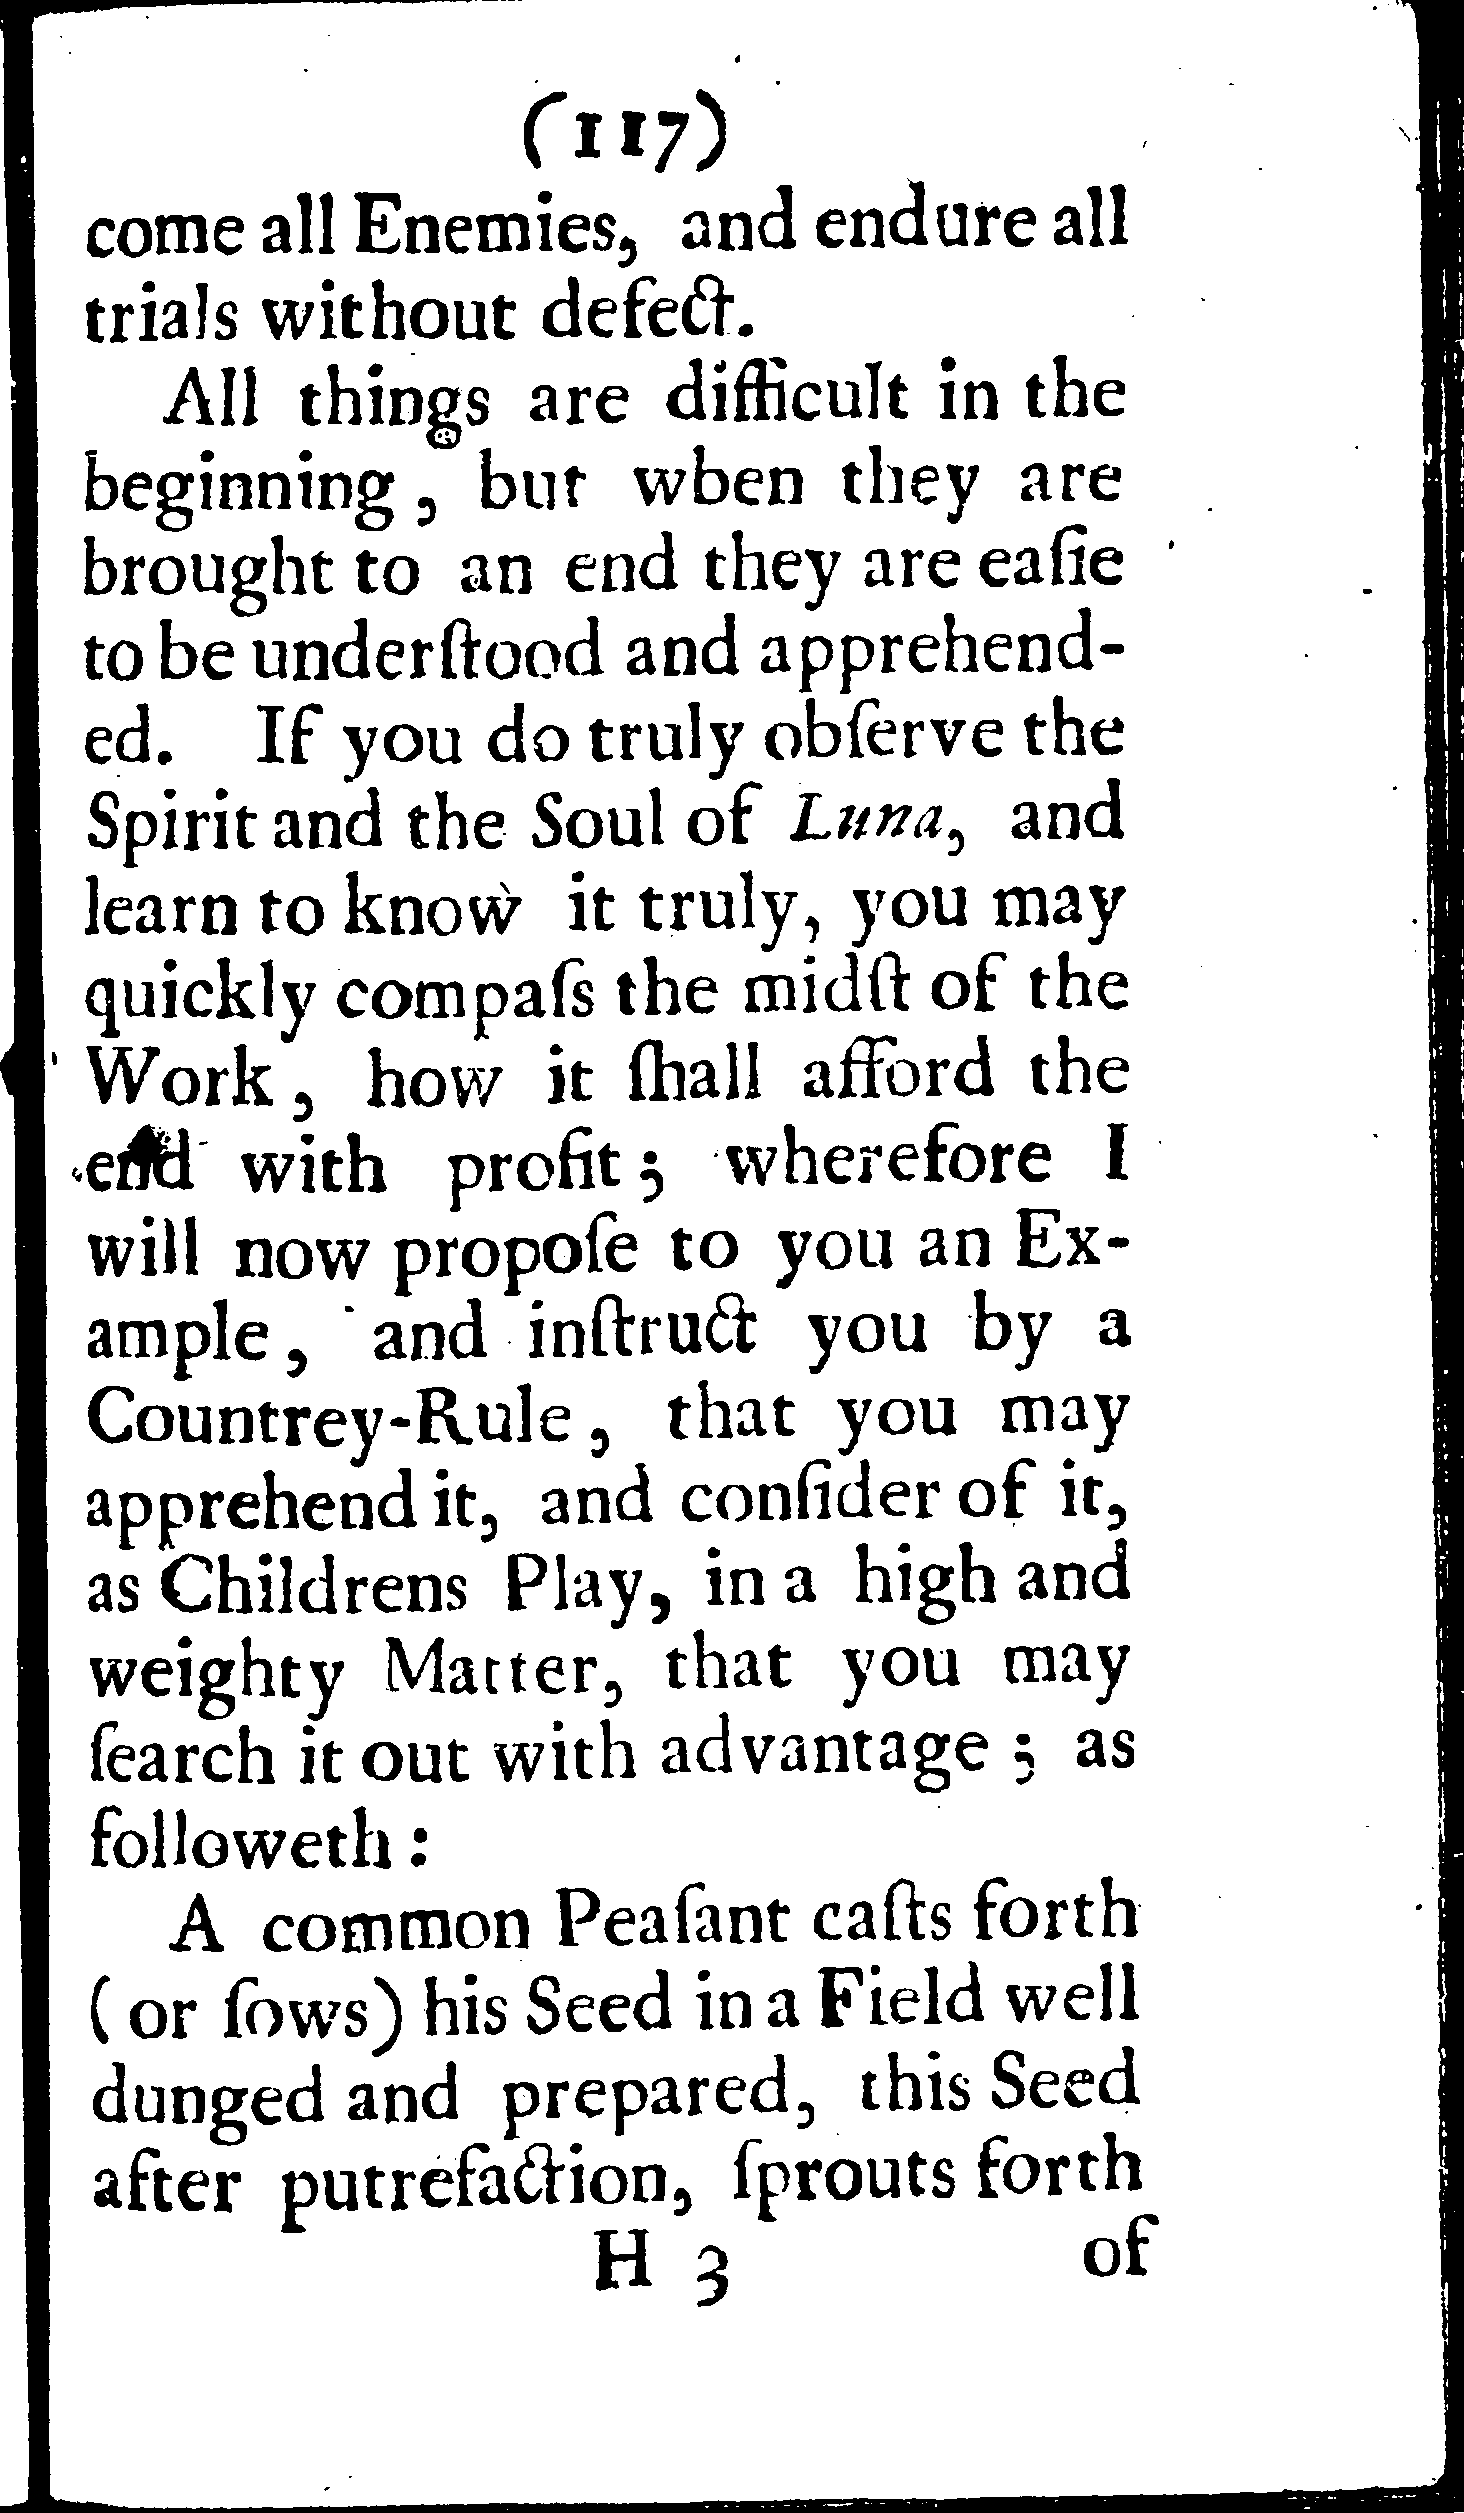 (117)
come all Enemies, and endure all
trials without defect.
All things are difficult in the
beginning, but wben they are
brought to an end they are eaſie
to be underſtood and apprehend-
ed. If you do truly obſerve the
Spirit and the Soul of Luna, and
learn to know it truly, you may
quickly compaſs the midſt of the
Work, how it ſhall afford the
end with profit; wherefore I
will now propoſe to you an Ex-
ample, and inſtruct you by a
Countrey-Rule, that you may
apprehend it, and conſider of it,
as Childrens Play, in a high and
weighty Matter, that you may
ſearch it out with advantage; as
followeth:
A common Peaſant caſts forth
(or ſows) his Seed in a Field well
dunged and prepared, this Seed
after putrefaction, ſprouts forth
H 3 of